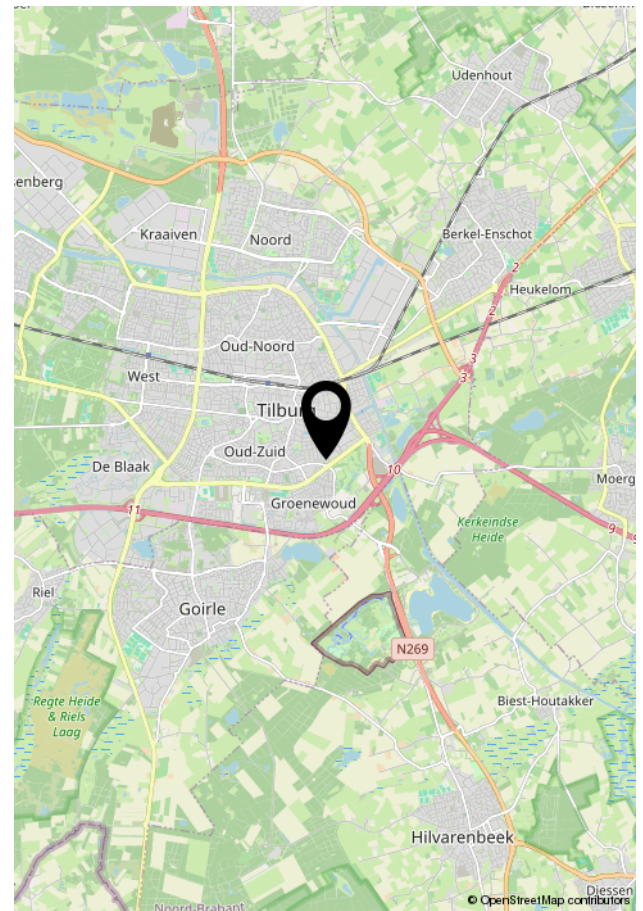 Udenhout
senberg
Kraaiven
Noord
Berkel-Enschot
2
Heukelom
2
Oud-Noord
3
3
West
Tilburg
Oud-Zuid
De Blaak
10
Moerg
Groenewoud
11
Kerkeindse
Heide
9
9
Riel
Goirle
N269
Regte Heide
& Riels
Laag
Biest-Houtakker
Hilvarenbeek
Diessen
Noord-Brabant
© OpenStreetMap contributors